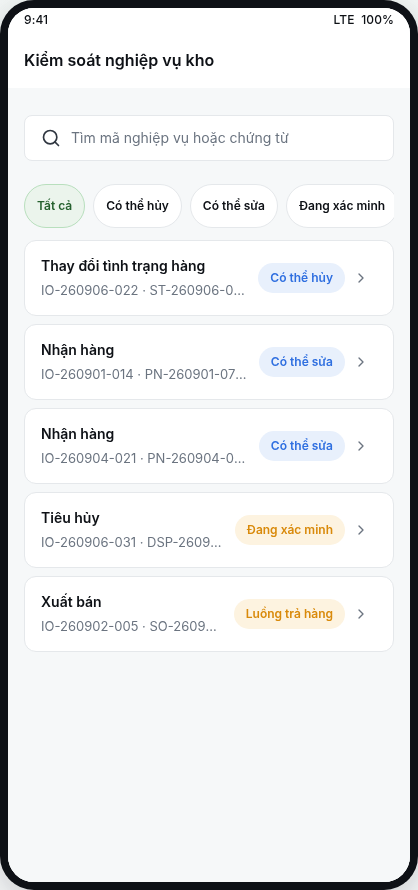 9:41 LTE 100%
Kiểm soát nghiệp vụ kho
Tìm mã nghiệp vụ hoặc chứng từ
Tất cả Có thể hủy Có thể sửa Đang xác minh
Thay đổi tình trạng hàng
IO-260906-022 · ST-260906-0...
Có thể hủy
Nhận hàng
IO-260901-014 · PN-260901-07...
Có thể sửa
Nhận hàng
IO-260904-021 · PN-260904-0...
Có thể sửa
Tiêu hủy
IO-260906-031 · DSP-2609...
Đang xác minh
Xuất bán
IO-260902-005 · SO-2609...
Luồng trả hàng